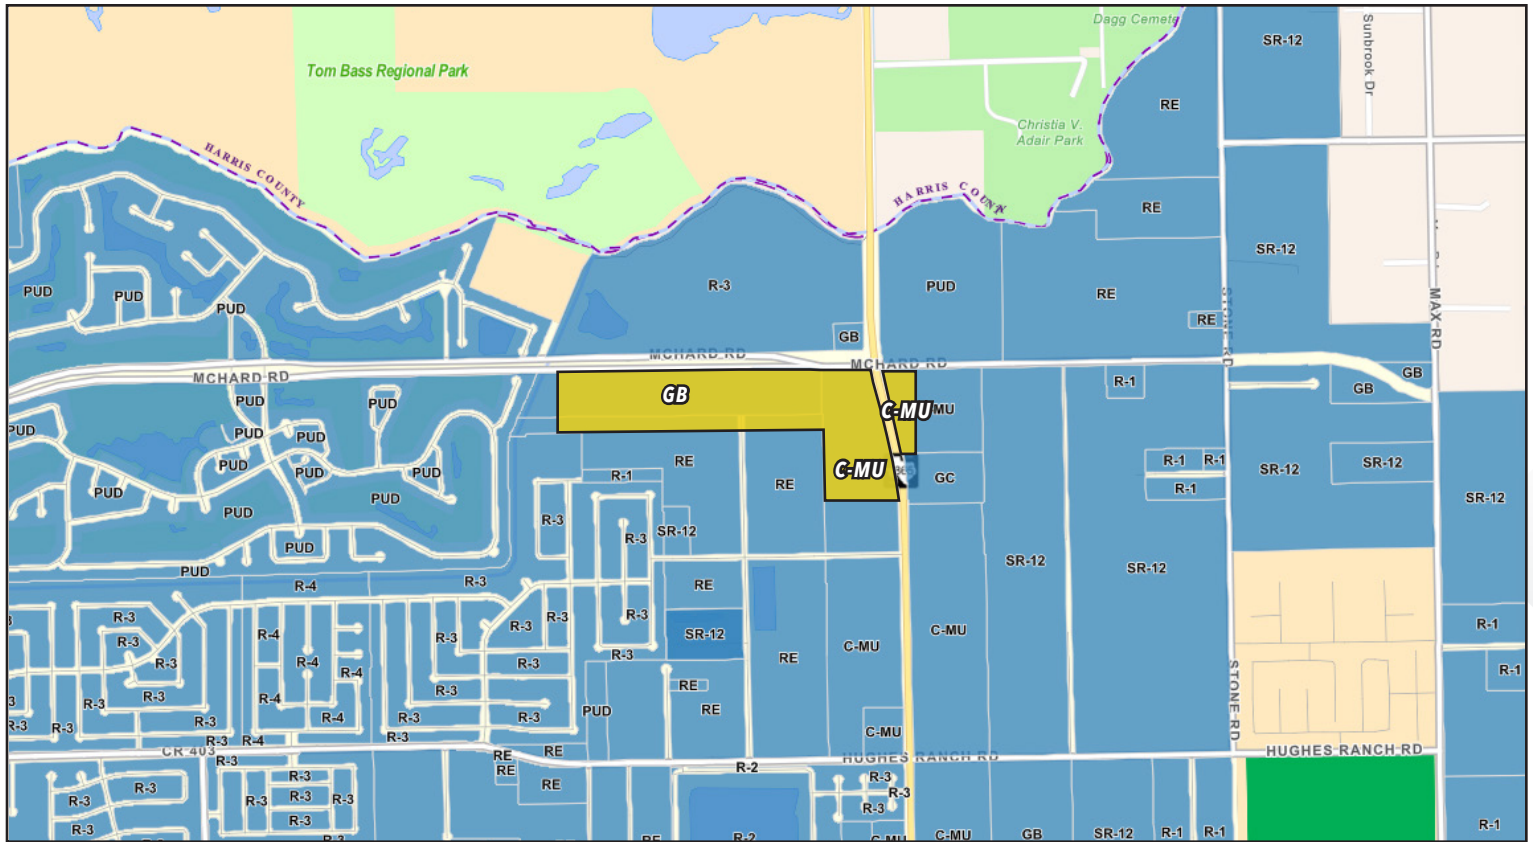 Dagg Cemete
SR-12
Sunbrook Dr
Tom Bass Regional Park
RE
Christia V.
Adair Park
HARRIS COUNTY
HARRIS COUN
RE
SR-12
R-3
PUD
RE
PUD
PUD
PUD
RE
STONE RD
MAX RD
GB
MCHARD RD
MCHARD RD
MCHARD RD
GB
GB
R-1
PUD
PUD
GB
C-MU
MU
PUD
PUD
PUD
PUD
PUD
PUD
PUD
PUD
PUD
RE
R-1
RE
C-MU
GC
R-1
R-1
R-1
SR-12
SR-12
SR-12
PUD
R-3
R-3
SR-12
PUD
PUD
R-4
R-3
RE
SR-12
SR-12
R-3
R-3
R-3
R-4
R-3
R-3
R-3
R-3
SR-12
C-MU
C-MU
R-1
R-3
R-4
R-4
R-3
R-3
RE
R-1
R-3
R-4
R-3
RE
RE
STONE RD
R-3
R-3
R-3
R-3
R-4
R-3
R-3
PUD
C-MU
R-3
R-4
R-3
CR 403
RE
RE
HUGHES RANCH RD
HUGHES RANCH RD
R-3
RE
R-2
R-3
R-3
R-3
RE
R-3
R-3
R-3
R-3
R-3
R-3
R-3
R-3
R-3
RE
R-2
C-MU
C-MU
GB
SR-12
R-1
R-1
R-1